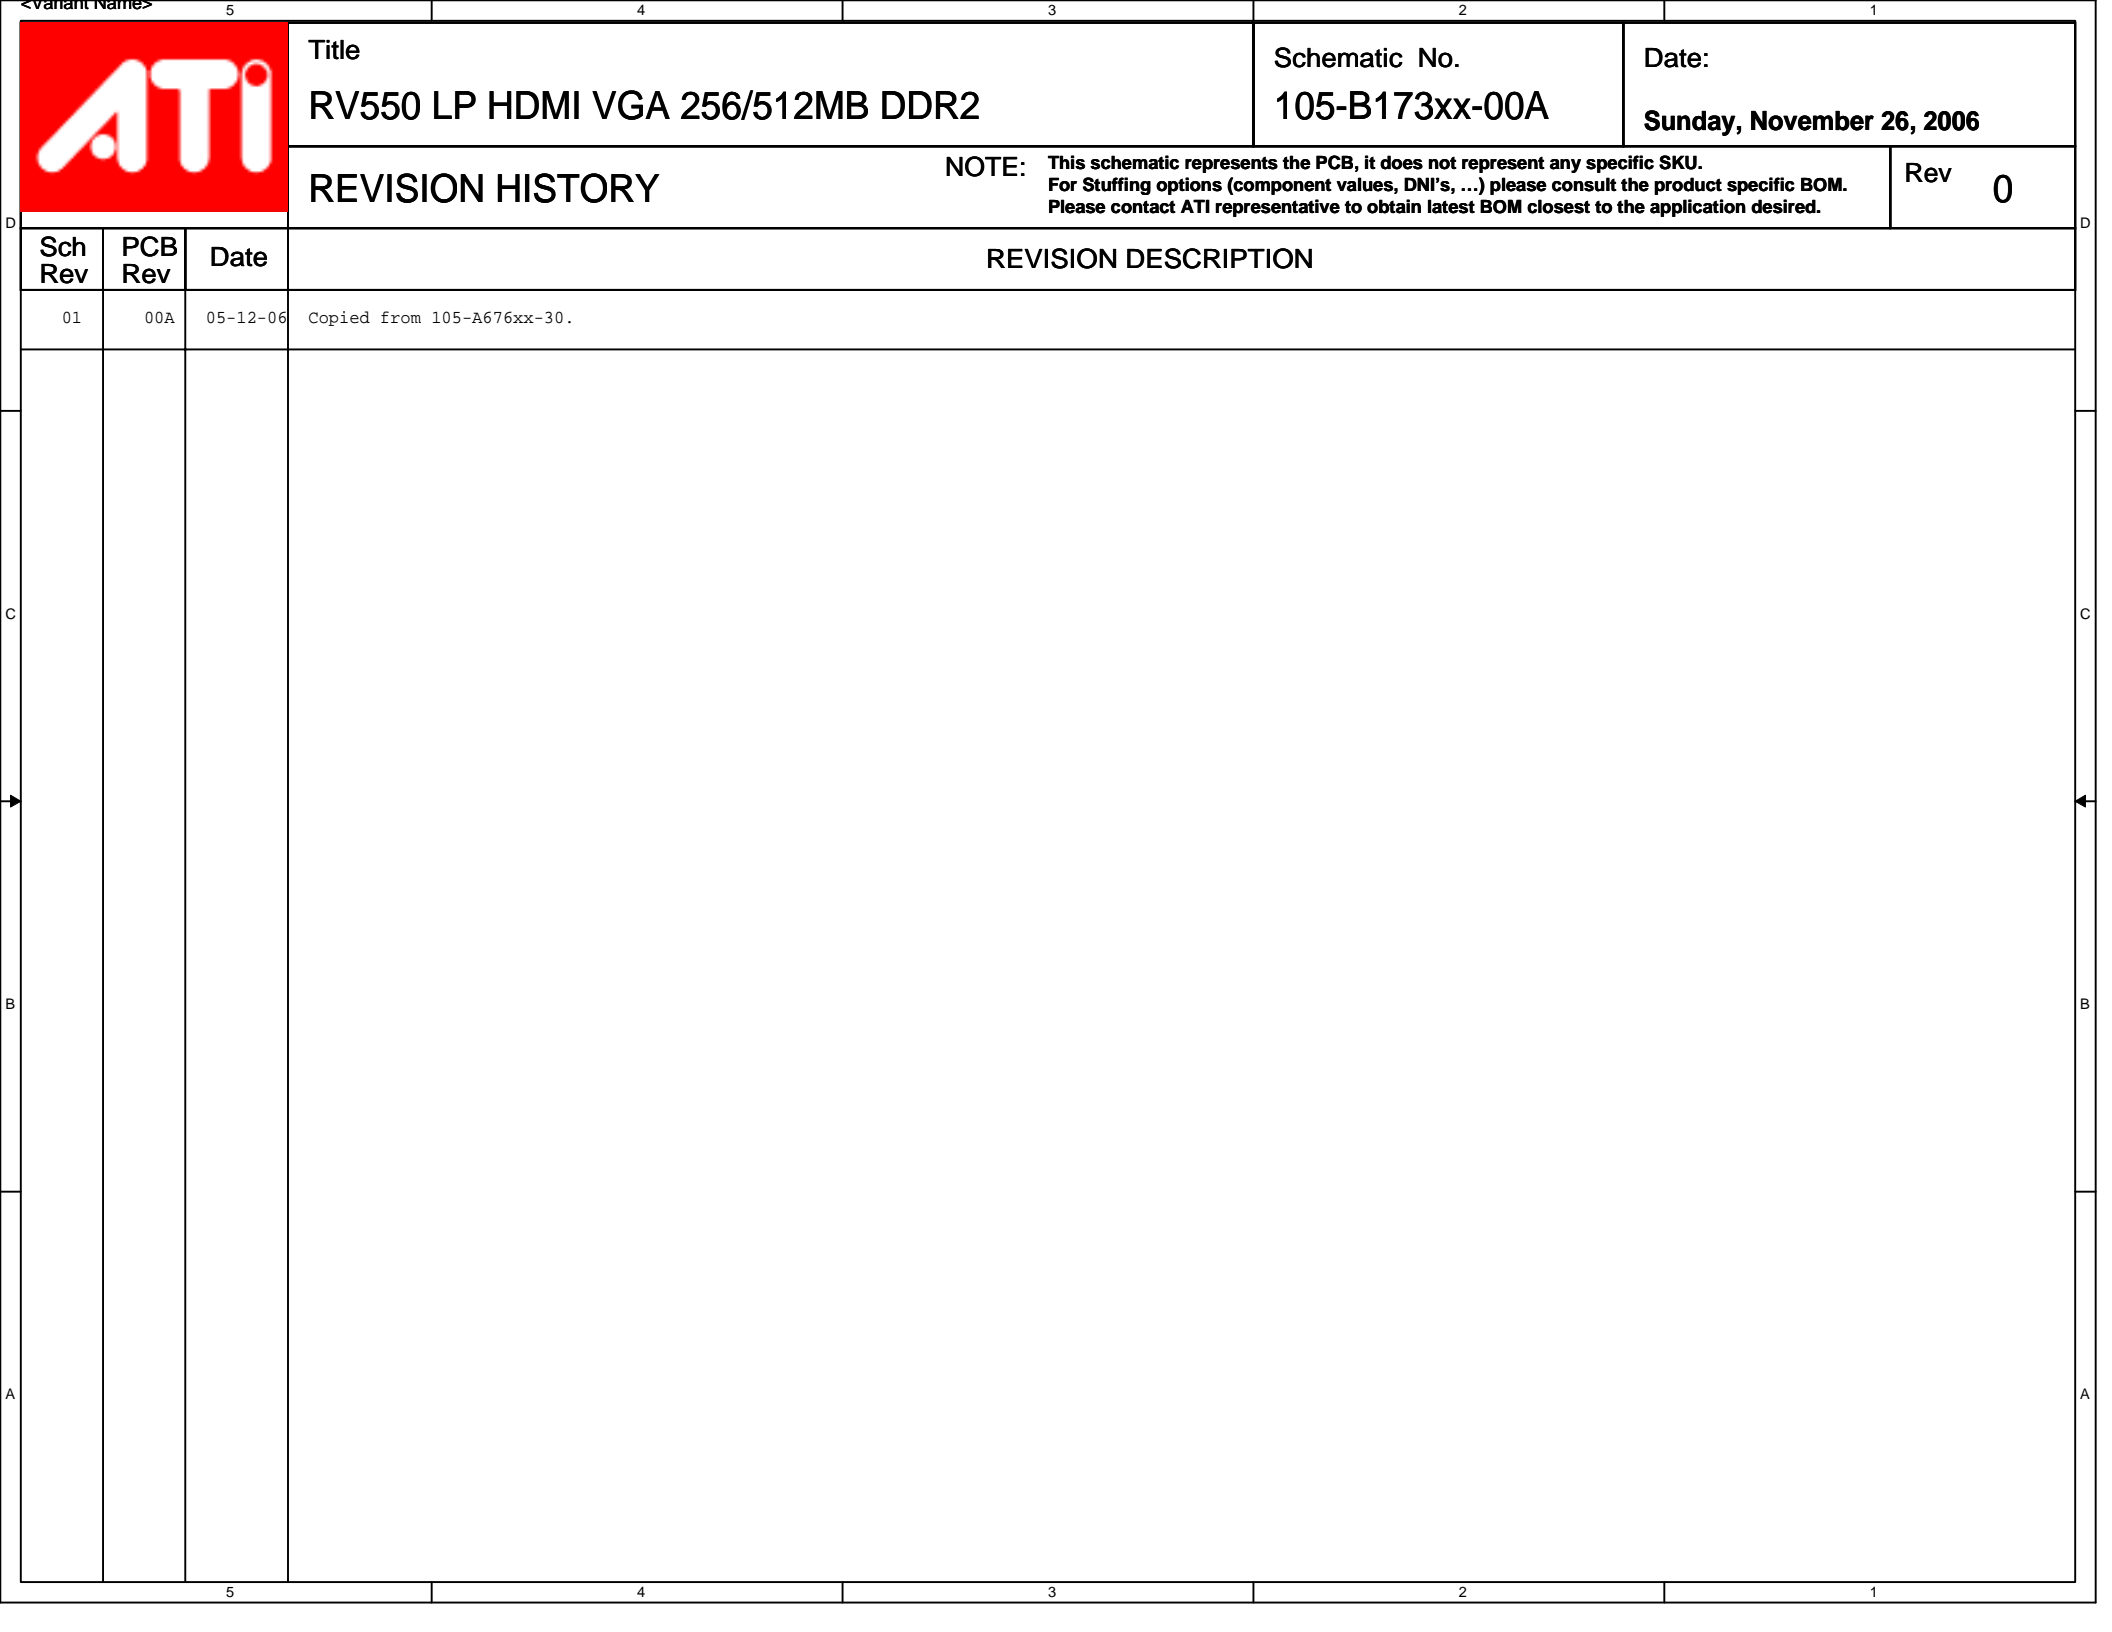 <Variant Name>
5 4 3 2 1
ATi
Title
RV550 LP HDMI VGA 256/512MB DDR2
Schematic No.
105-B173xx-00A
Date:
Sunday, November 26, 2006
REVISION HISTORY
NOTE:
This schematic represents the PCB, it does not represent any specific SKU.
For Stuffing options (component values, DNI's, ...) please consult the product specific BOM.
Please contact ATI representative to obtain latest BOM closest to the application desired.
Rev
0
D D
Sch Rev
PCB Rev
Date
REVISION DESCRIPTION
01 00A 05-12-06 Copied from 105-A676xx-30.
C C
B B
A A
5 4 3 2 1